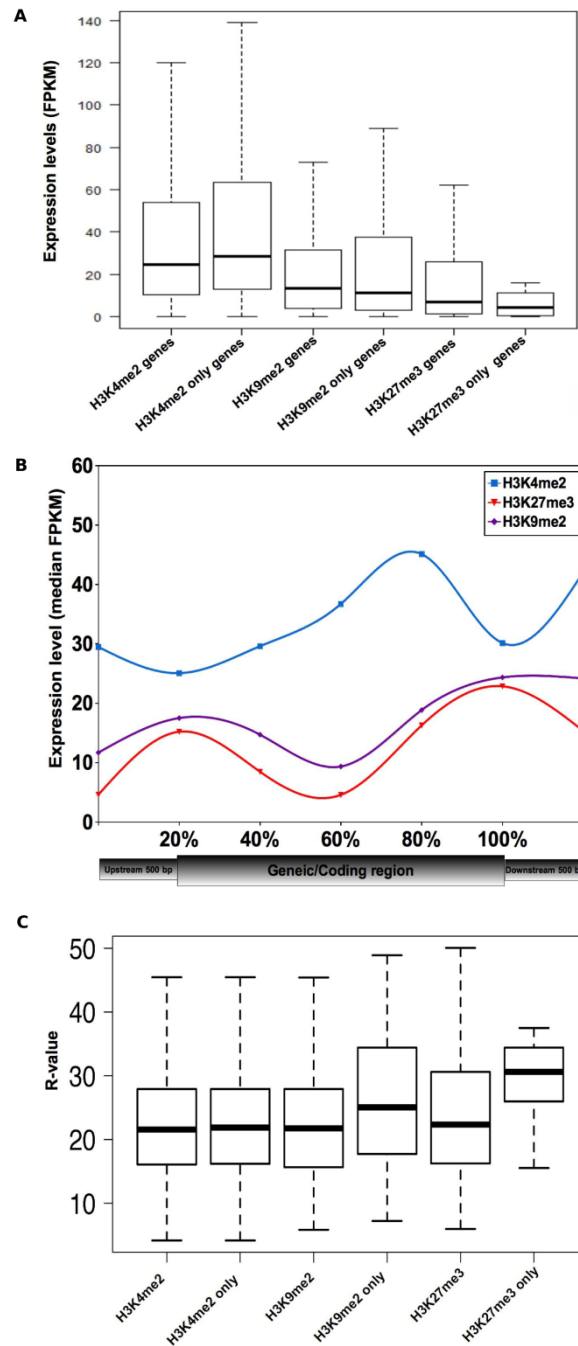 A
Expression levels (FPKM)
140
120
100
80
60
40
20
0
H3K4me2 genes
H3K4me2 only genes
H3K9me2 genes
H3K9me2 only genes
H3K27me3 genes
H3K27me3 only genes
B
Expression level (median FPKM)
60
50
40
30
20
10
0
H3K4me2
H3K27me3
H3K9me2
20% 40% 60% 80% 100%
Upstream 500 bp Geneic/Coding region Downstream 500 b
C
R-value
50
40
30
20
10
H3K4me2
H3K4me2 only
H3K9me2
H3K9me2 only
H3K27me3
H3K27me3 only